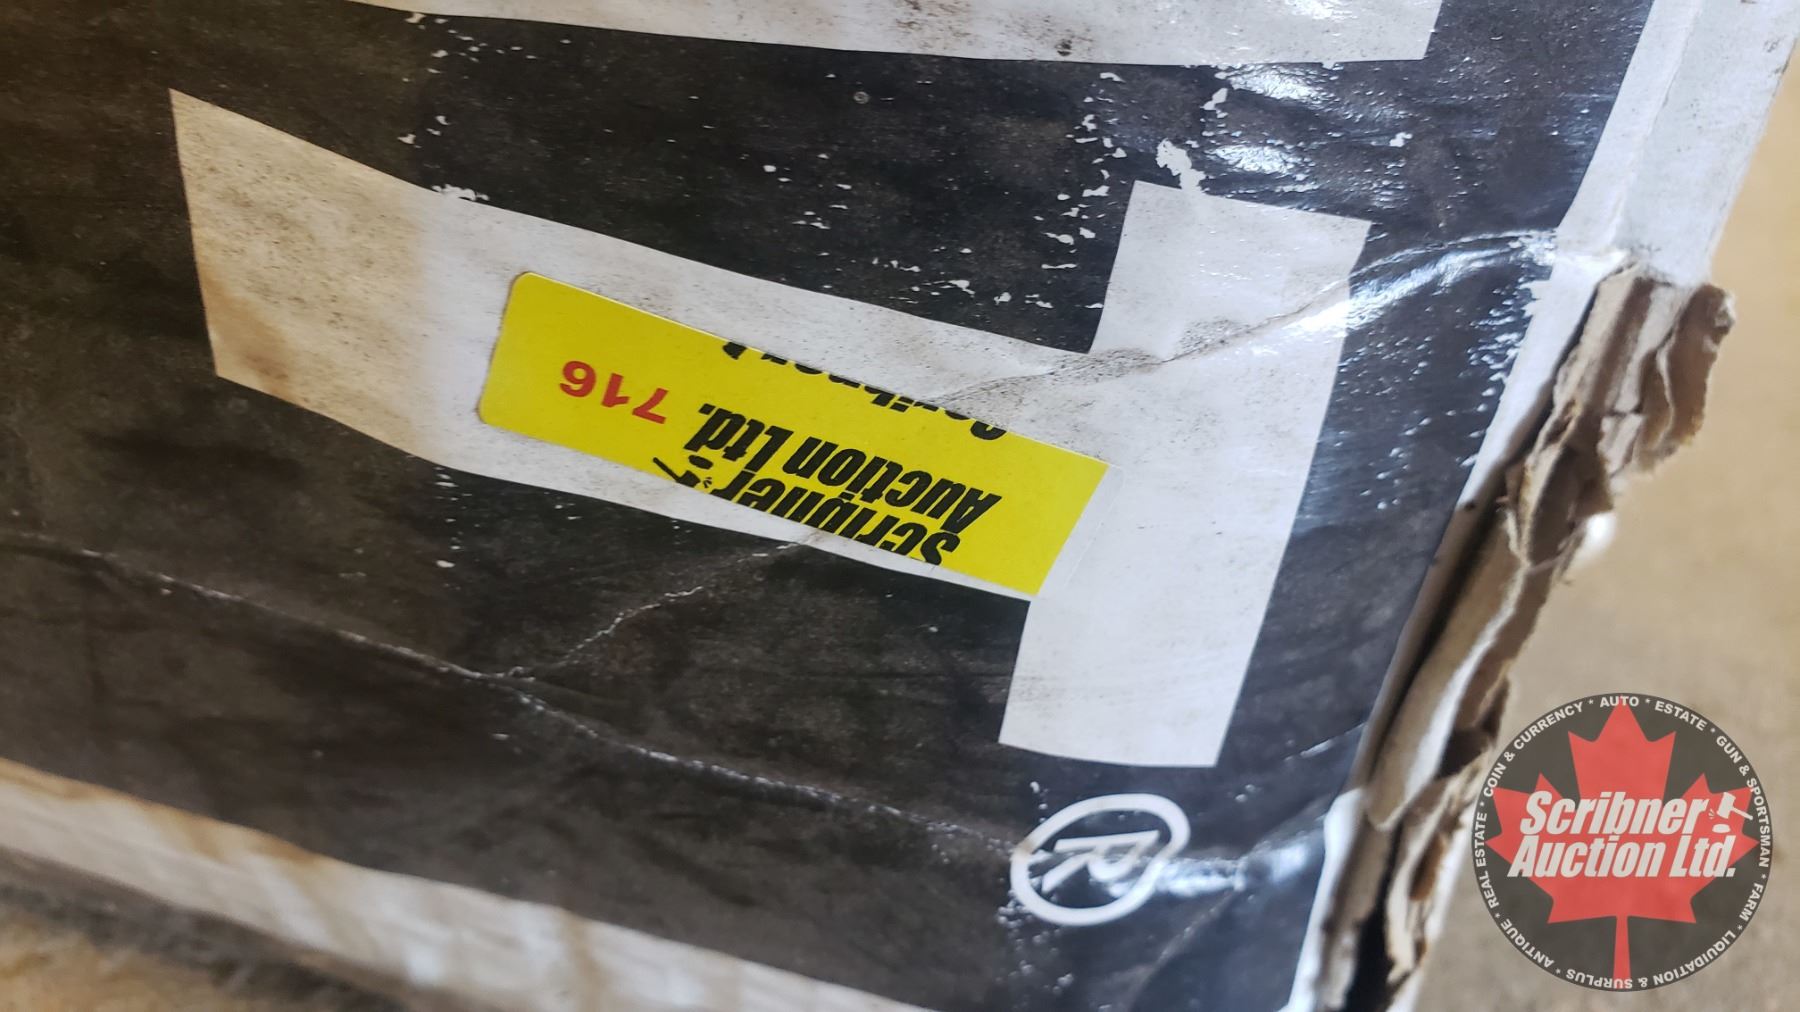 Scribner
Auction Ltd.
716
®
Scribner
Auction Ltd.
COIN & CURRENCY * AUTO * ESTATE * GUN & SPORTSMAN * FARM * LIQUIDATION & SURPLUS * ANTIQUE * REAL ESTATE *